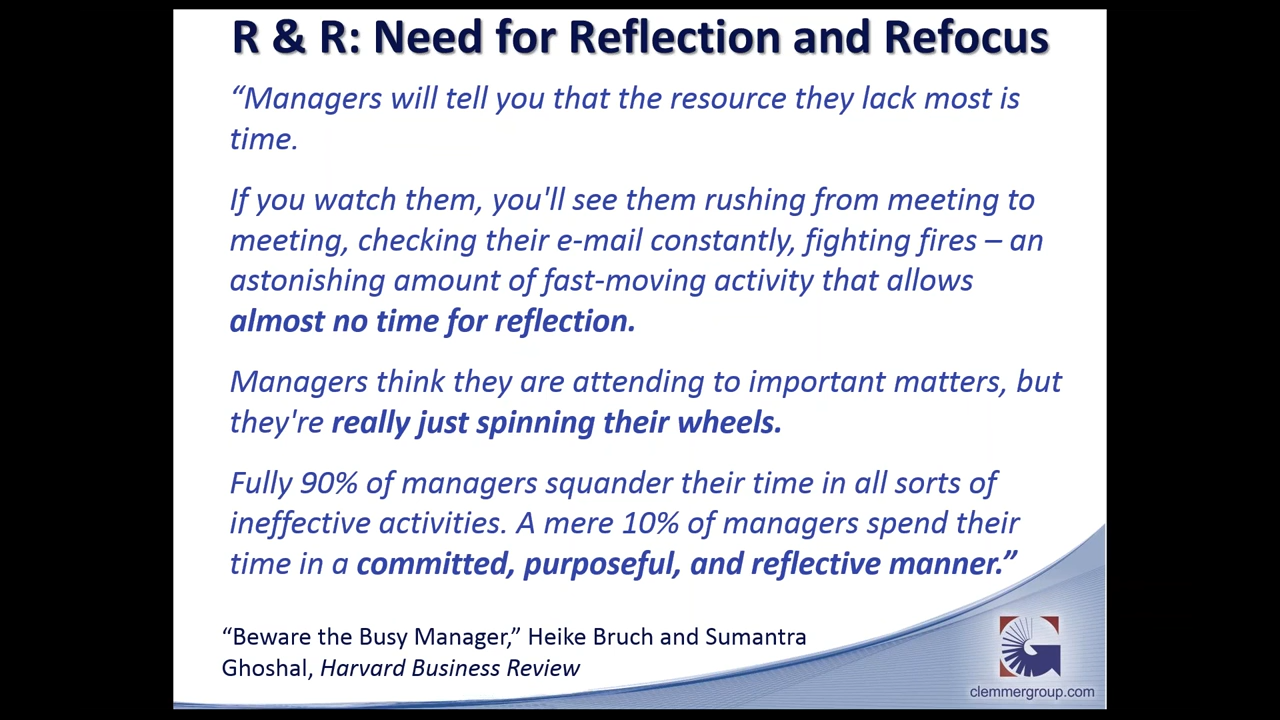 R & R: Need for Reflection and Refocus
“Managers will tell you that the resource they lack most is
time.
If you watch them, you'll see them rushing from meeting to
meeting, checking their e-mail constantly, fighting fires – an
astonishing amount of fast-moving activity that allows
almost no time for reflection.
Managers think they are attending to important matters, but
they're really just spinning their wheels.
Fully 90% of managers squander their time in all sorts of
ineffective activities. A mere 10% of managers spend their
time in a committed, purposeful, and reflective manner.”
“Beware the Busy Manager,” Heike Bruch and Sumantra
Ghoshal, Harvard Business Review
clemmergroup.com